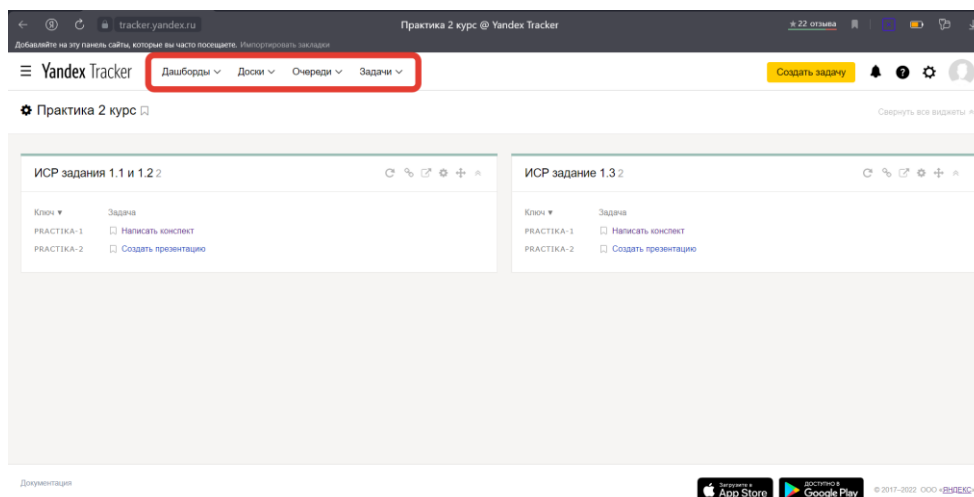 tracker.yandex.ru Практика 2 курс @ Yandex Tracker ★ 22 отзыва
Добавляйте на эту панель сайты, которые вы часто посещаете. Импортировать закладки
Yandex Tracker Дашборды Доски Очереди Задачи Создать задачу
Практика 2 курс Свернуть все виджеты
ИСР задания 1.1 и 1.2 2 ИСР задание 1.3 2
Ключ ▼ Задача Ключ ▼ Задача
PRACTIKA-1 Написать конспект PRACTIKA-1 Написать конспект
PRACTIKA-2 Создать презентацию PRACTIKA-2 Создать презентацию
Документация Загрузите в App Store ДОСТУПНО В Google Play © 2017–2022 ООО «ЯНДЕКС»